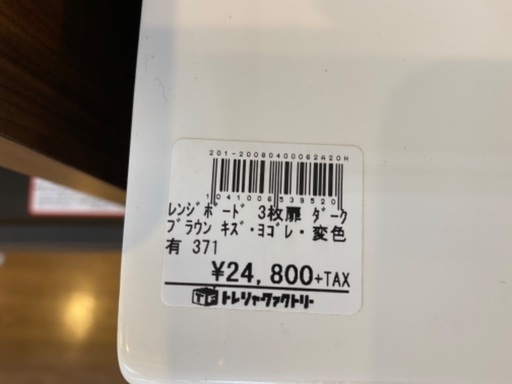 201-20080400062A20H
1041006539520
レンジボード 3枚扉 ダーク
ブラウン キズ・ヨゴレ・変色
有 371
¥24,800+TAX
TF トレジャーファクトリー